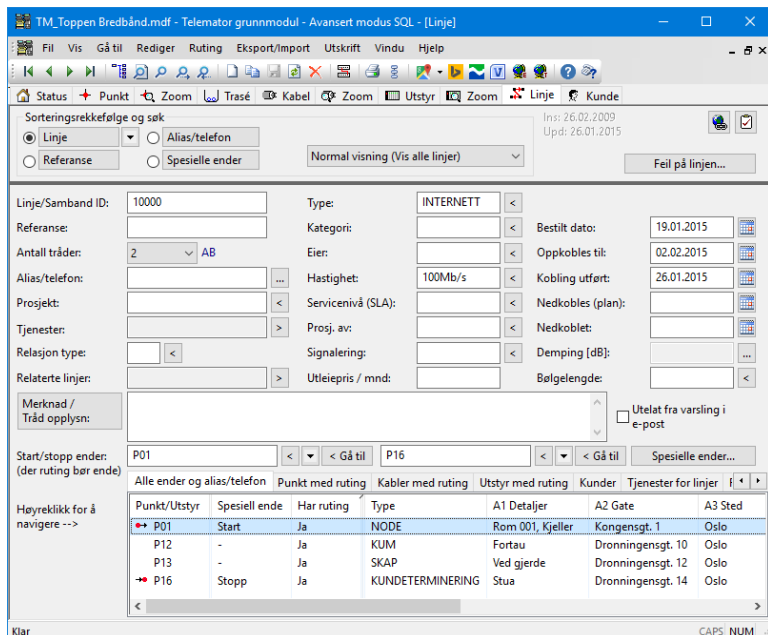 TM_Toppen Bredbånd.mdf - Telemator grunnmodul - Avansert modus SQL - [Linje]
Fil Vis Gå til Rediger Ruting Eksport/Import Utskrift Vindu Hjelp
Status Punkt Zoom Trasé Kabel Zoom Utstyr Zoom Linje Kunde
Sorteringsrekkefølge og søk
Ins: 26.02.2009
Upd: 26.01.2015
Linje Alias/telefon
Referanse Spesielle ender
Normal visning (Vis alle linjer)
Feil på linjen...
Linje/Samband ID: 10000 Type: INTERNETT <
Referanse: Kategori: < Bestilt dato: 19.01.2015
Antall tråder: 2 AB Eier: < Oppkobles til: 02.02.2015
Alias/telefon: ... Hastighet: 100Mb/s < Kobling utført: 26.01.2015
Prosjekt: < Servicenivå (SLA): < Nedkobles (plan):
Tjenester: > Prosj. av: < Nedkoblet:
Relasjon type: < Signalering: < Demping [dB]: ...
Relaterte linjer: > Utleiepris / mnd: Bølgelengde: <
Merknad /
Tråd opplysn:
Utelat fra varsling i
e-post
Start/stopp ender: P01 < < Gå til P16 < < Gå til Spesielle ender...
(der ruting bør ende)
Alle ender og alias/telefon Punkt med ruting Kabler med ruting Utstyr med ruting Kunder Tjenester for linjer
Høyreklikk for å
navigere -->
Punkt/Utstyr Spesiell ende Har ruting Type A1 Detaljer A2 Gate A3 Sted
P01 Start Ja NODE Rom 001, Kjeller Kongensgt. 1 Oslo
P12 - Ja KUM Fortau Dronningensgt. 10 Oslo
P13 - Ja SKAP Ved gjerde Dronningensgt. 12 Oslo
P16 Stopp Ja KUNDETERMINERING Stua Dronningensgt. 14 Oslo
Klar CAPS NUM